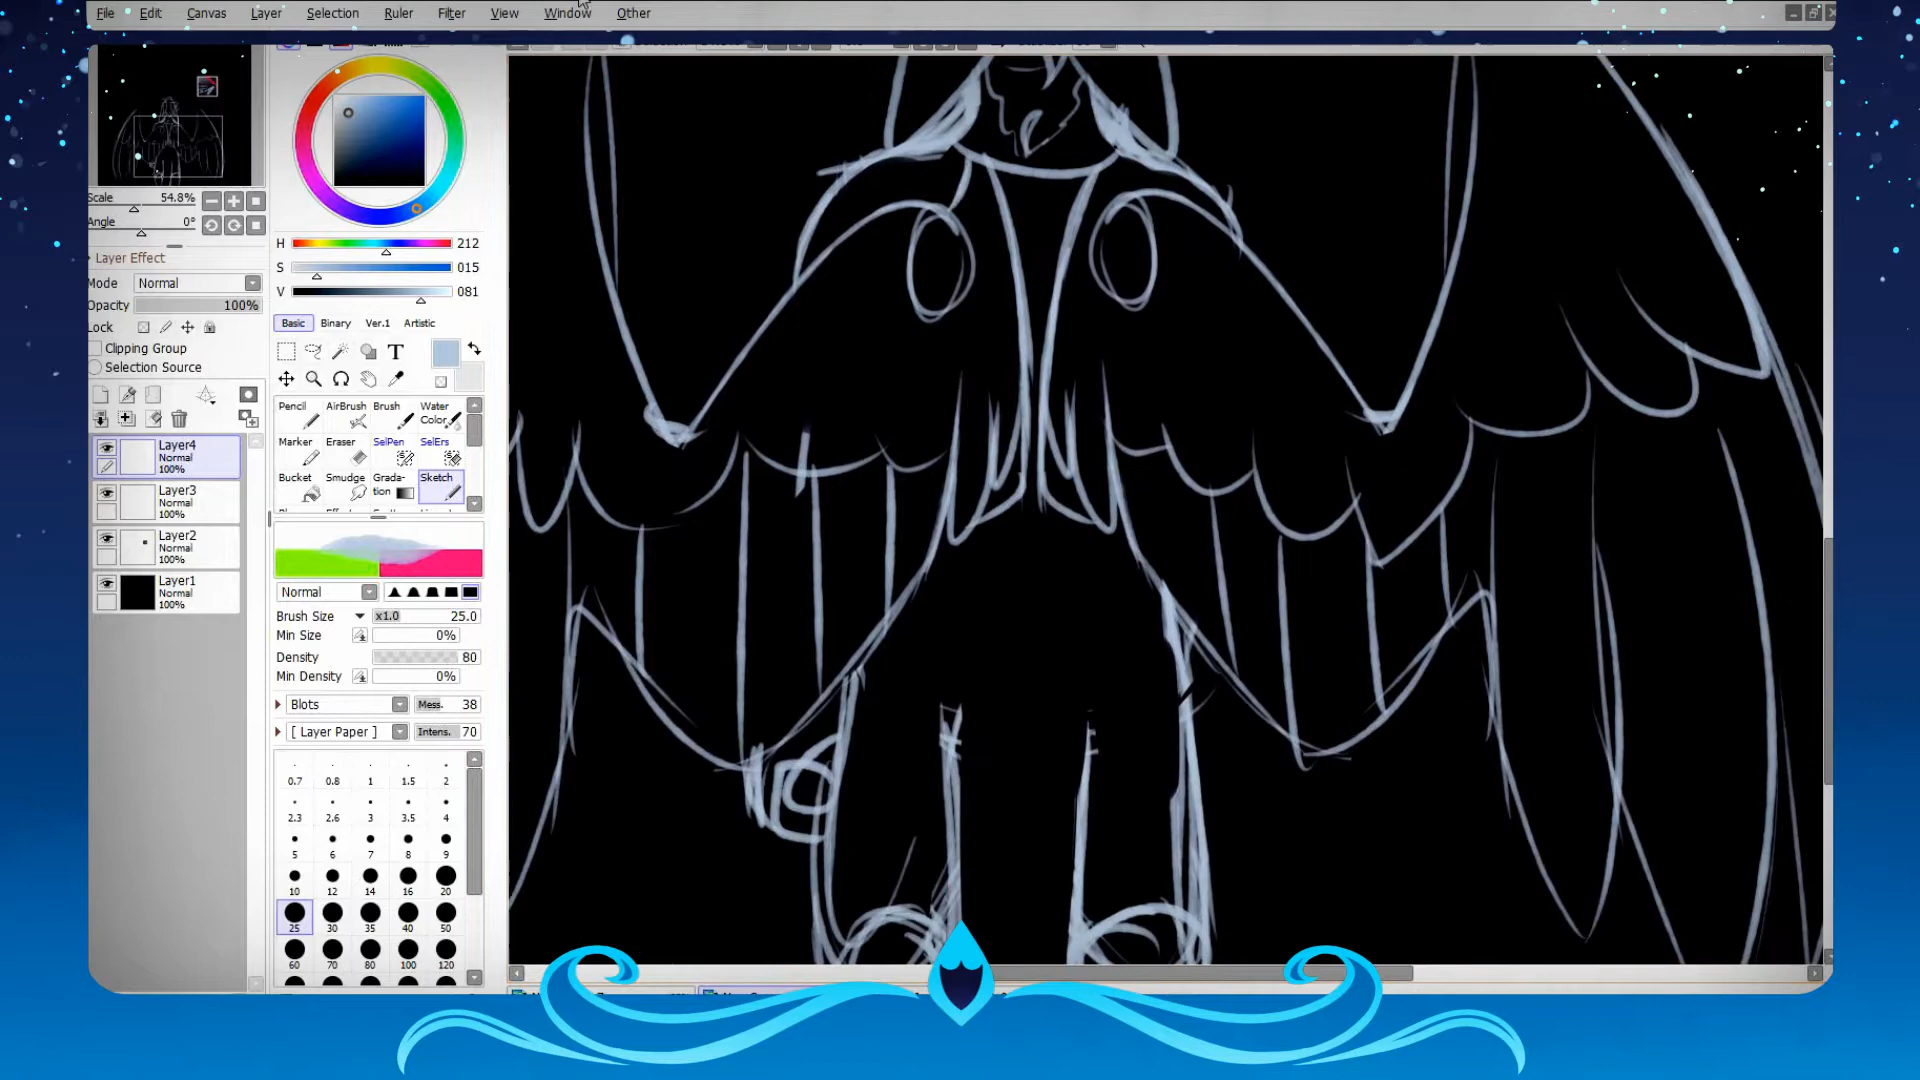 File Edit Canvas Layer Selection Ruler Filter View Window Other
Scale 54.8%
Angle 0°
Layer Effect
Mode Normal
Opacity 100%
Lock
Clipping Group
Selection Source
Layer4
Normal
100%
Layer3
Normal
100%
Layer2
Normal
100%
Layer1
Normal
100%
H 212
S 015
V 081
Basic Binary Ver.1 Artistic
T
Pencil AirBrush Brush Water Color
Marker Eraser SelPen SelErs
Bucket Smudge Grada-tion Sketch
Normal
Brush Size x1.0 25.0
Min Size 0%
Density 80
Min Density 0%
Blots Mess. 38
[ Layer Paper ] Intens. 70
0.7 0.8 1 1.5 2
2.3 2.6 3 3.5 4
5 6 7 8 9
10 12 14 16 20
25 30 35 40 50
60 70 80 100 120